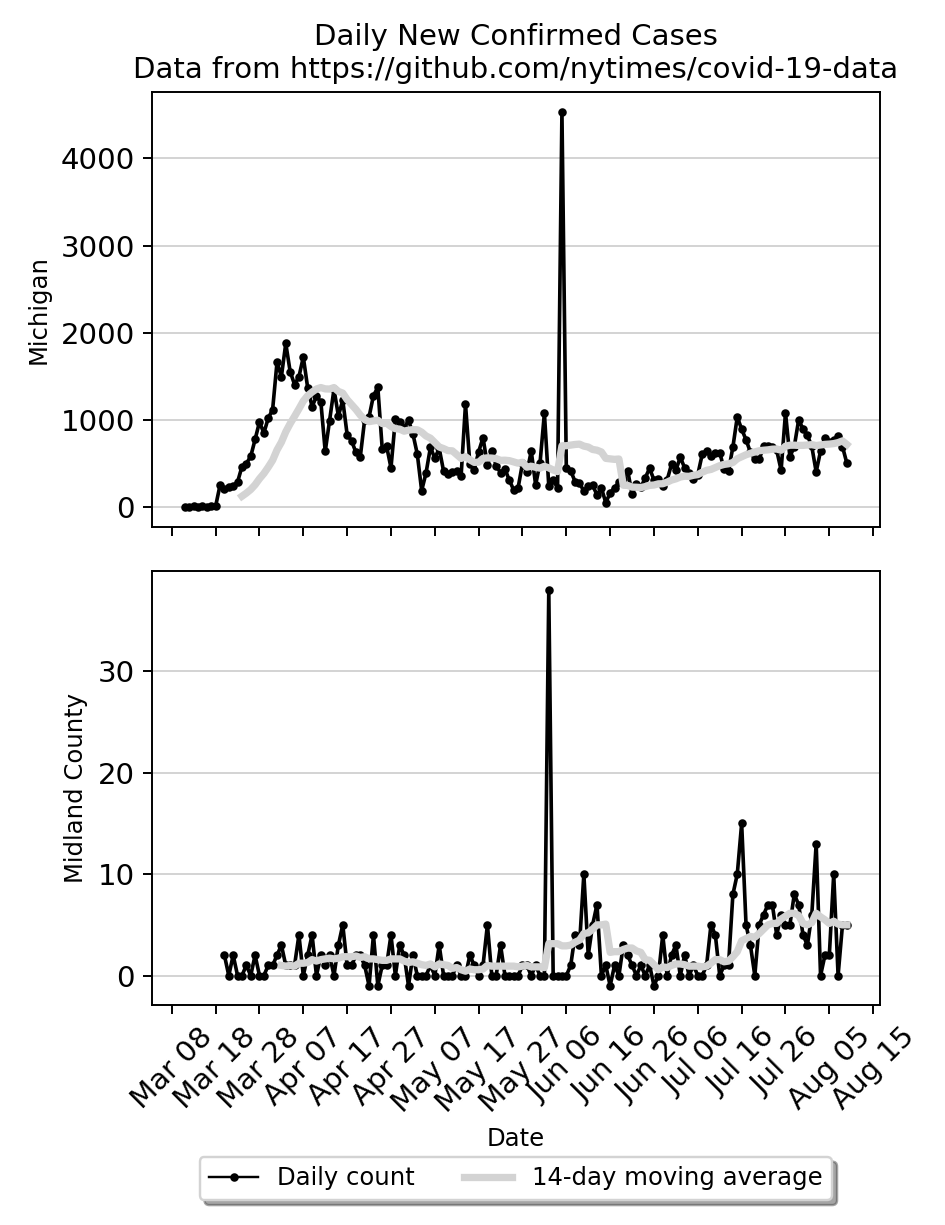 Daily New Confirmed Cases
Data from https://github.com/nytimes/covid-19-data
Michigan
4000
3000
2000
1000
0
Midland County
30
20
10
0
Mar 08
Mar 18
Mar 28
Apr 07
Apr 17
Apr 27
May 07
May 17
May 27
Jun 06
Jun 16
Jun 26
Jul 06
Jul 16
Jul 26
Aug 05
Aug 15
Date
Daily count
14-day moving average